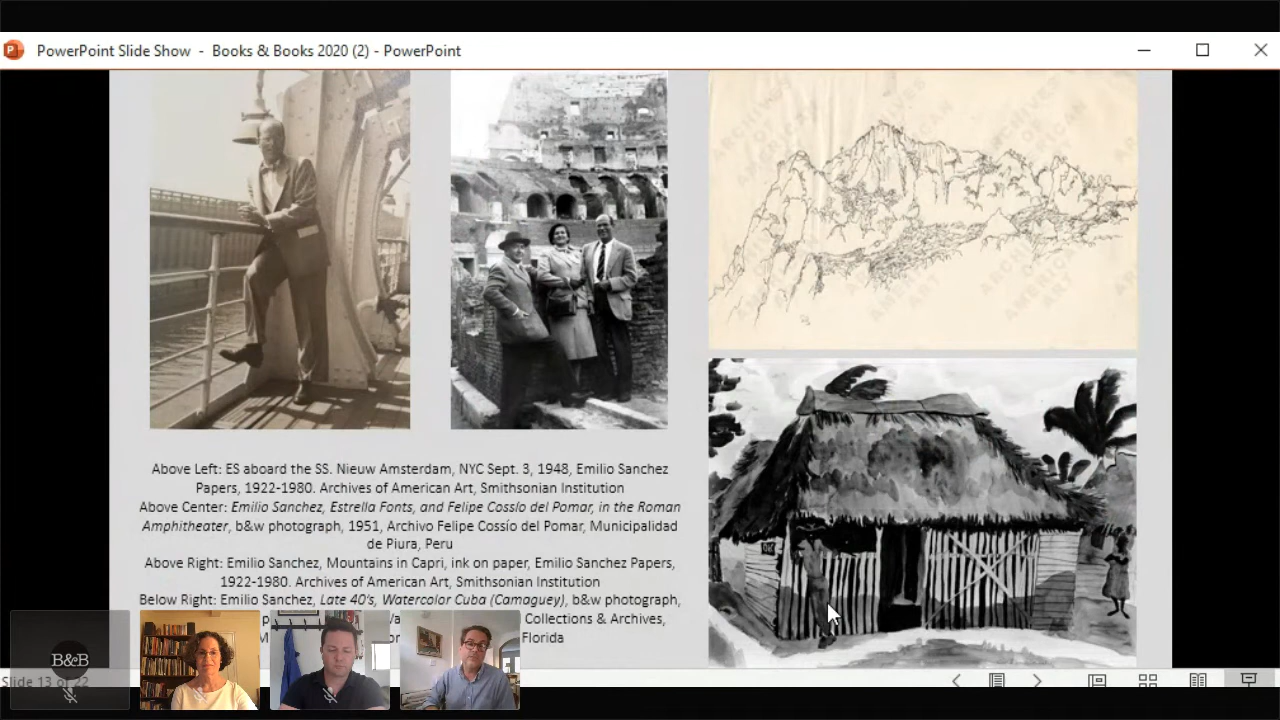 PowerPoint Slide Show - Books & Books 2020 (2) - PowerPoint
Above Left: ES aboard the SS. Nieuw Amsterdam, NYC Sept. 3, 1948, Emilio Sanchez
Papers, 1922-1980. Archives of American Art, Smithsonian Institution
Above Center: Emilio Sanchez, Estrella Fonts, and Felipe Cossío del Pomar, in the Roman
Amphitheater, b&w photograph, 1951, Archivo Felipe Cossío del Pomar, Municipalidad
de Piura, Peru
Above Right: Emilio Sanchez, Mountains in Capri, ink on paper, Emilio Sanchez Papers,
1922-1980. Archives of American Art, Smithsonian Institution
Below Right: Emilio Sanchez, Late 40's, Watercolor Cuba (Camaguey), b&w photograph,
Collections & Archives,
Florida
B&B
Slide 13 of 22